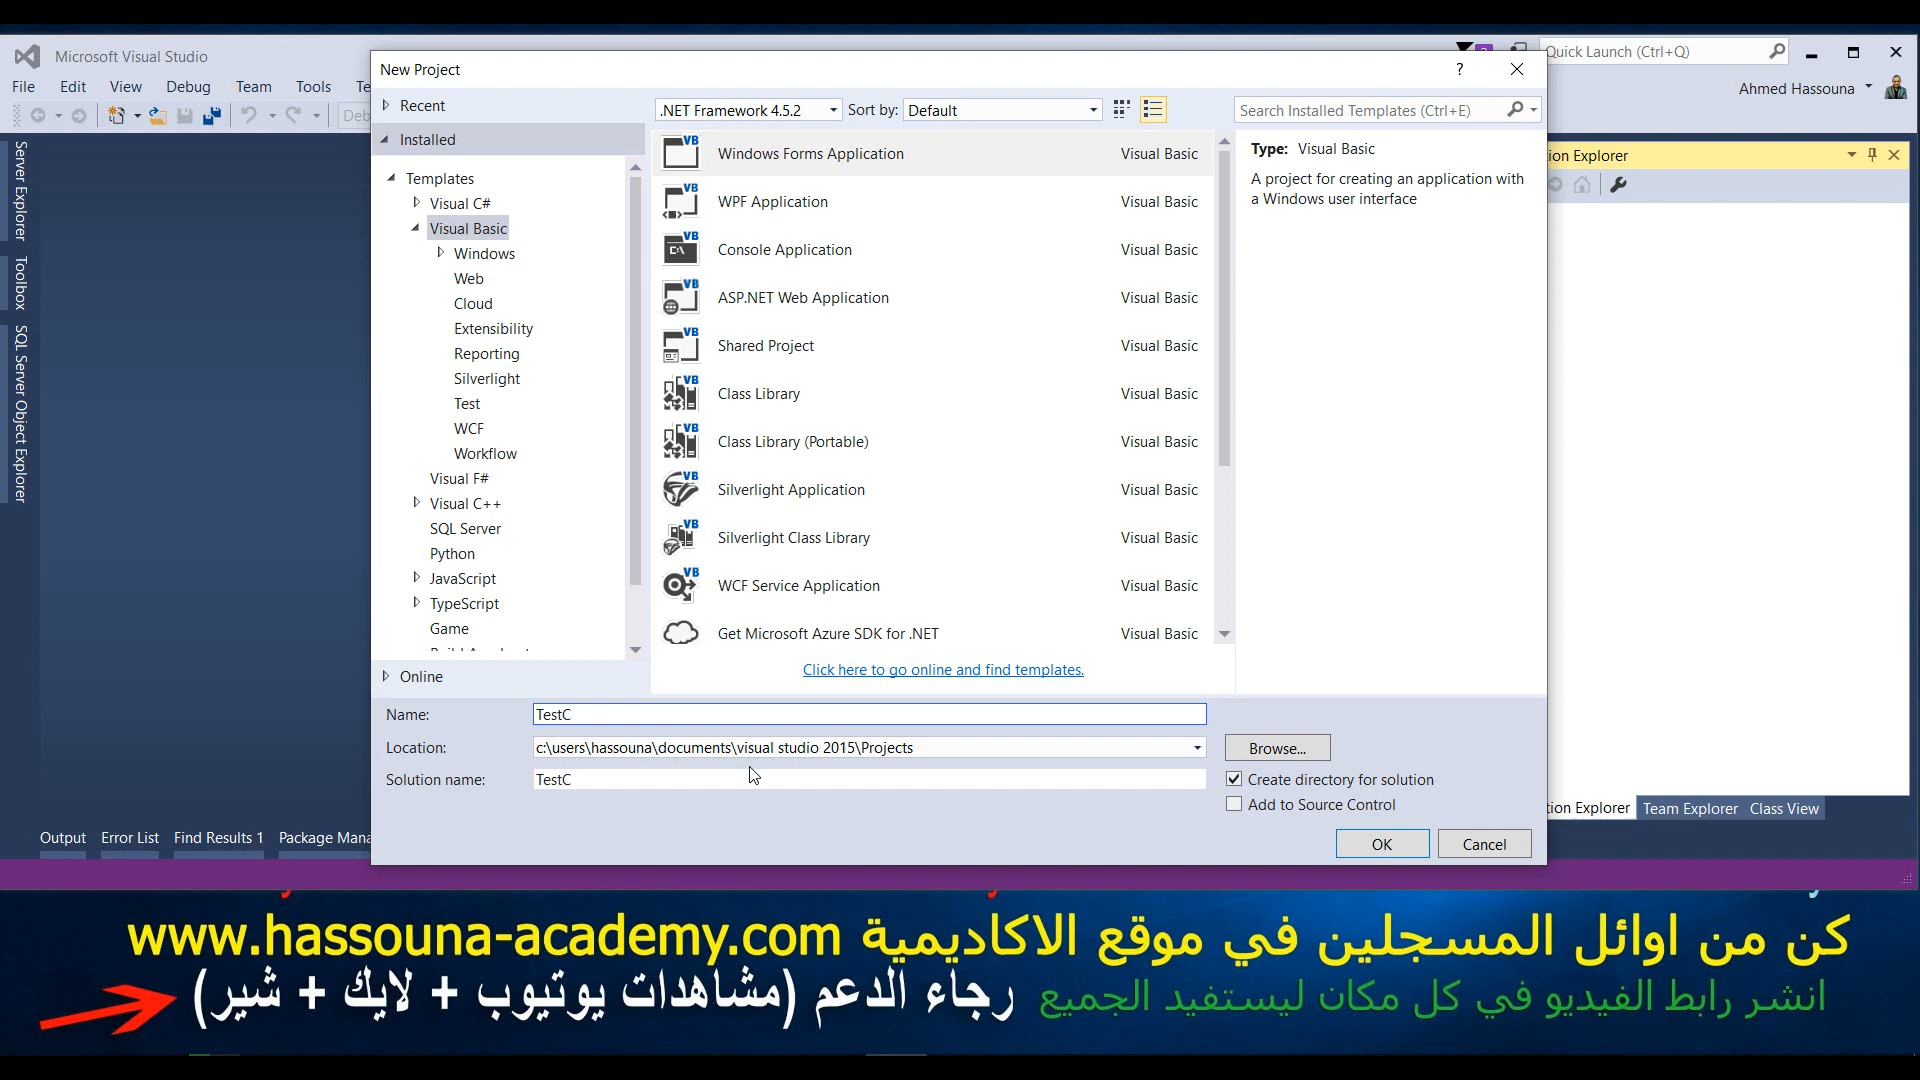 Microsoft Visual Studio
Quick Launch (Ctrl+Q)
File Edit View Debug Team Tools Te
Ahmed Hassouna
New Project
?
Recent
.NET Framework 4.5.2
Sort by: Default
Search Installed Templates (Ctrl+E)
Installed
Templates
Visual C#
Visual Basic
Windows
Web
Cloud
Extensibility
Reporting
Silverlight
Test
WCF
Workflow
Visual F#
Visual C++
SQL Server
Python
JavaScript
TypeScript
Game
Online
Windows Forms Application Visual Basic
WPF Application Visual Basic
Console Application Visual Basic
ASP.NET Web Application Visual Basic
Shared Project Visual Basic
Class Library Visual Basic
Class Library (Portable) Visual Basic
Silverlight Application Visual Basic
Silverlight Class Library Visual Basic
WCF Service Application Visual Basic
Get Microsoft Azure SDK for .NET Visual Basic
Click here to go online and find templates.
Type: Visual Basic
A project for creating an application with
a Windows user interface
Name: TestC
Location: c:\users\hassouna\documents\visual studio 2015\Projects
Browse...
Solution name: TestC
Create directory for solution
Add to Source Control
OK Cancel
Server Explorer
Toolbox
SQL Server Object Explorer
Deb
ion Explorer
tion Explorer Team Explorer Class View
Output Error List Find Results 1 Package Mana
كن من اوائل المسجلين في موقع الاكاديمية www.hassouna-academy.com
انشر رابط الفيديو في كل مكان ليستفيد الجميع رجاء الدعم (مشاهدات يوتيوب + لايك + شير)